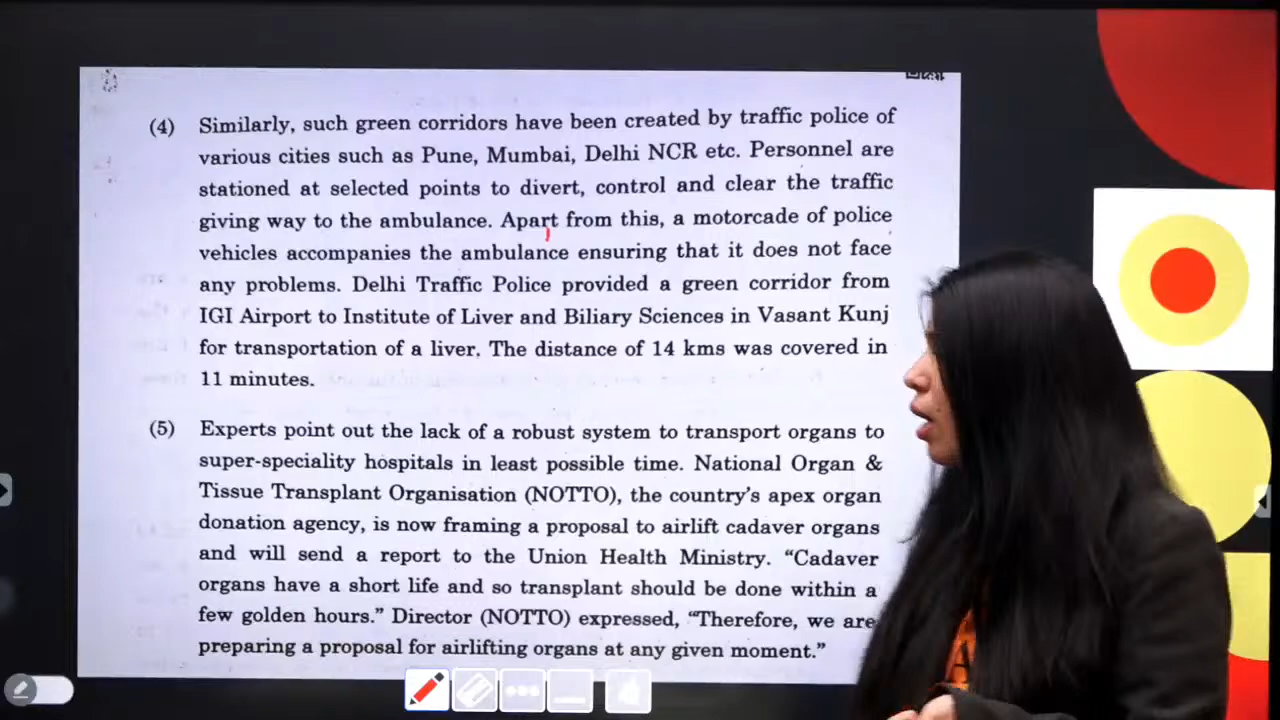 (4) Similarly, such green corridors have been created by traffic police of
various cities such as Pune, Mumbai, Delhi NCR etc. Personnel are
stationed at selected points to divert, control and clear the traffic
giving way to the ambulance. Apart from this, a motorcade of police
vehicles accompanies the ambulance ensuring that it does not face
any problems. Delhi Traffic Police provided a green corridor from
IGI Airport to Institute of Liver and Biliary Sciences in Vasant Kunj
for transportation of a liver. The distance of 14 kms was covered in
11 minutes.
(5) Experts point out the lack of a robust system to transport organs to
super-speciality hospitals in least possible time. National Organ &
Tissue Transplant Organisation (NOTTO), the country's apex organ
donation agency, is now framing a proposal to airlift cadaver organs
and will send a report to the Union Health Ministry. "Cadaver
organs have a short life and so transplant should be done within a
few golden hours." Director (NOTTO) expressed, "Therefore, we are
preparing a proposal for airlifting organs at any given moment."